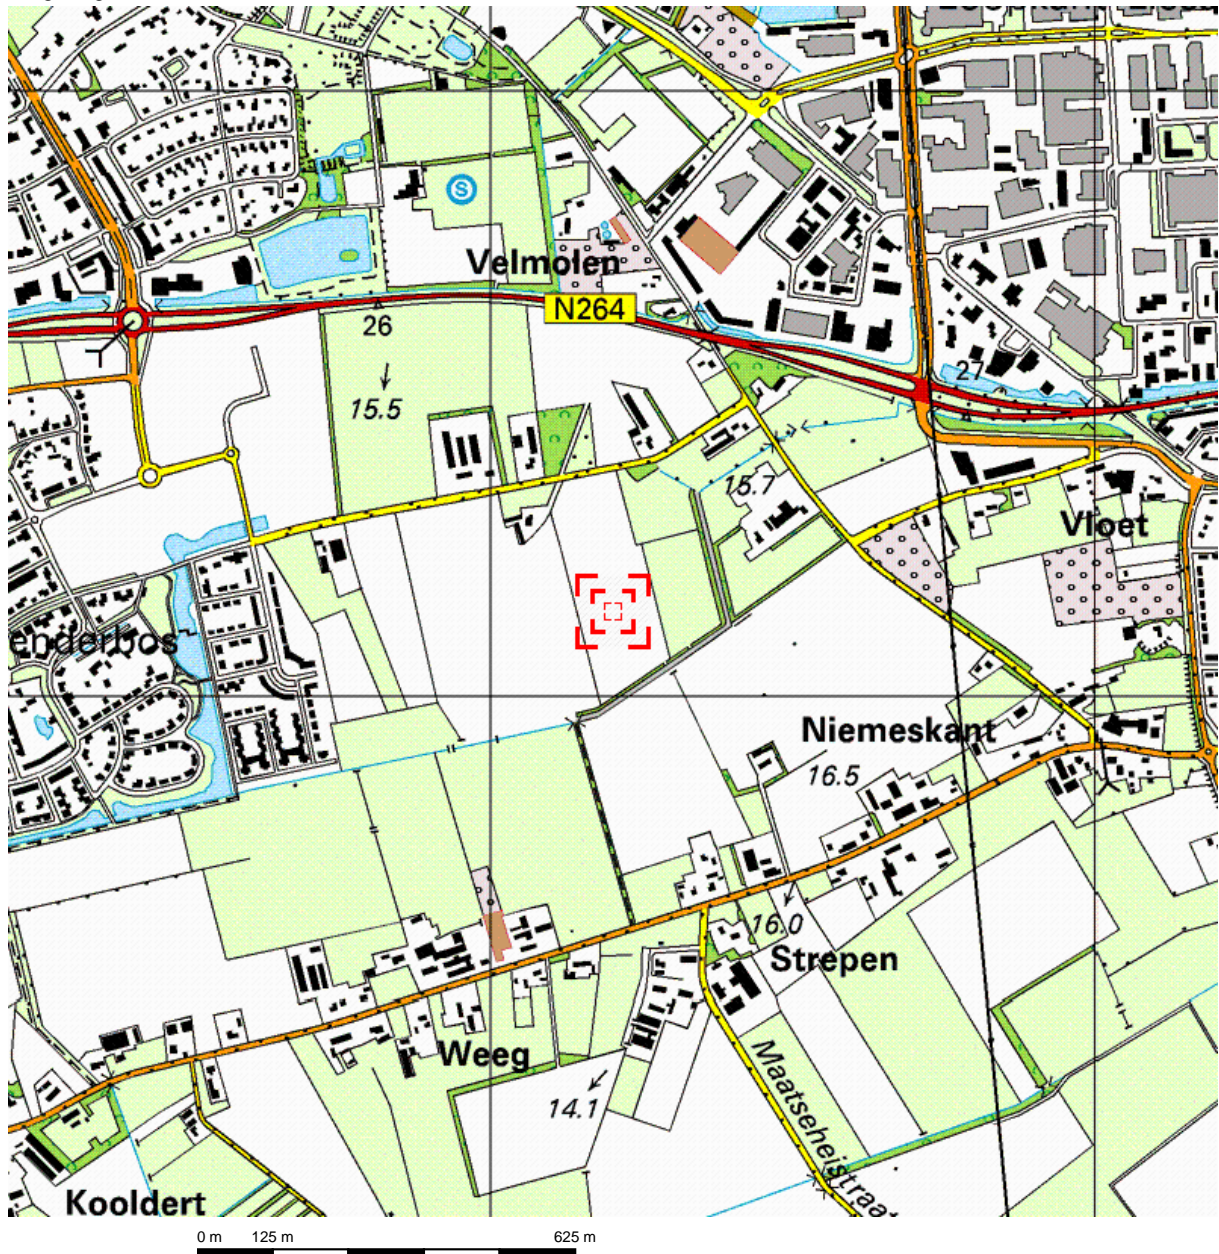 S
Velmolen
N264
26
27
15.5
15.7
Vloet
enderbos
Niemeskant
16.5
16.0
Strepen
Weeg
14.1
Maatseheistraat
Kooldert
0 m 125 m 625 m